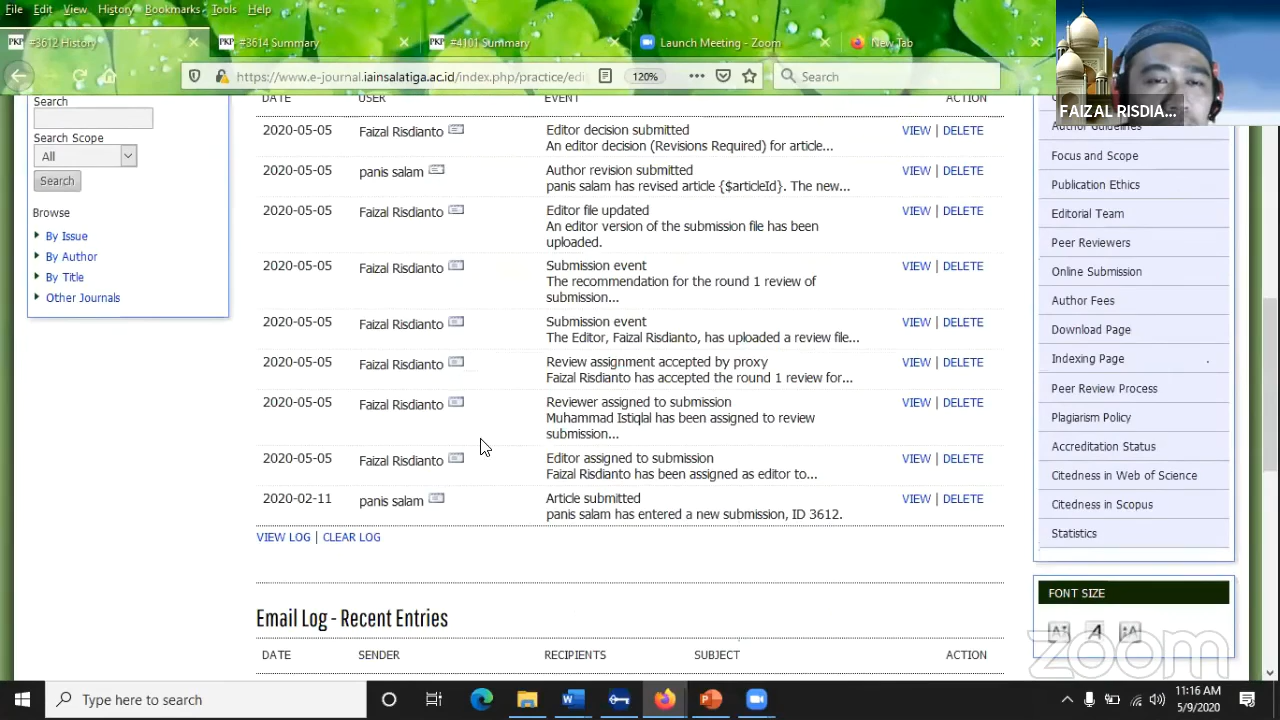 File Edit View History Bookmarks Tools Help
#3612 History
#3614 Summary
#4101 Summary
Launch Meeting - Zoom
New Tab
https://www.e-journal.iainsalatiga.ac.id/index.php/practice/edi
120%
Search
FAIZAL RISDIA...
Search
Search Scope
All
Search
Browse
By Issue
By Author
By Title
Other Journals
DATE USER EVENT ACTION
2020-05-05 Faizal Risdianto Editor decision submitted VIEW | DELETE
An editor decision (Revisions Required) for article...
2020-05-05 panis salam Author revision submitted VIEW | DELETE
panis salam has revised article {$articleId}. The new...
2020-05-05 Faizal Risdianto Editor file updated VIEW | DELETE
An editor version of the submission file has been
uploaded.
2020-05-05 Faizal Risdianto Submission event VIEW | DELETE
The recommendation for the round 1 review of
submission...
2020-05-05 Faizal Risdianto Submission event VIEW | DELETE
The Editor, Faizal Risdianto, has uploaded a review file...
2020-05-05 Faizal Risdianto Review assignment accepted by proxy VIEW | DELETE
Faizal Risdianto has accepted the round 1 review for...
2020-05-05 Faizal Risdianto Reviewer assigned to submission VIEW | DELETE
Muhammad Istiqlal has been assigned to review
submission...
2020-05-05 Faizal Risdianto Editor assigned to submission VIEW | DELETE
Faizal Risdianto has been assigned as editor to...
2020-02-11 panis salam Article submitted VIEW | DELETE
panis salam has entered a new submission, ID 3612.
VIEW LOG | CLEAR LOG
Email Log - Recent Entries
DATE SENDER RECIPIENTS SUBJECT ACTION
Author Guidelines
Focus and Scope
Publication Ethics
Editorial Team
Peer Reviewers
Online Submission
Author Fees
Download Page
Indexing Page
Peer Review Process
Plagiarism Policy
Accreditation Status
Citedness in Web of Science
Citedness in Scopus
Statistics
FONT SIZE
zoom
Type here to search
11:16 AM
5/9/2020